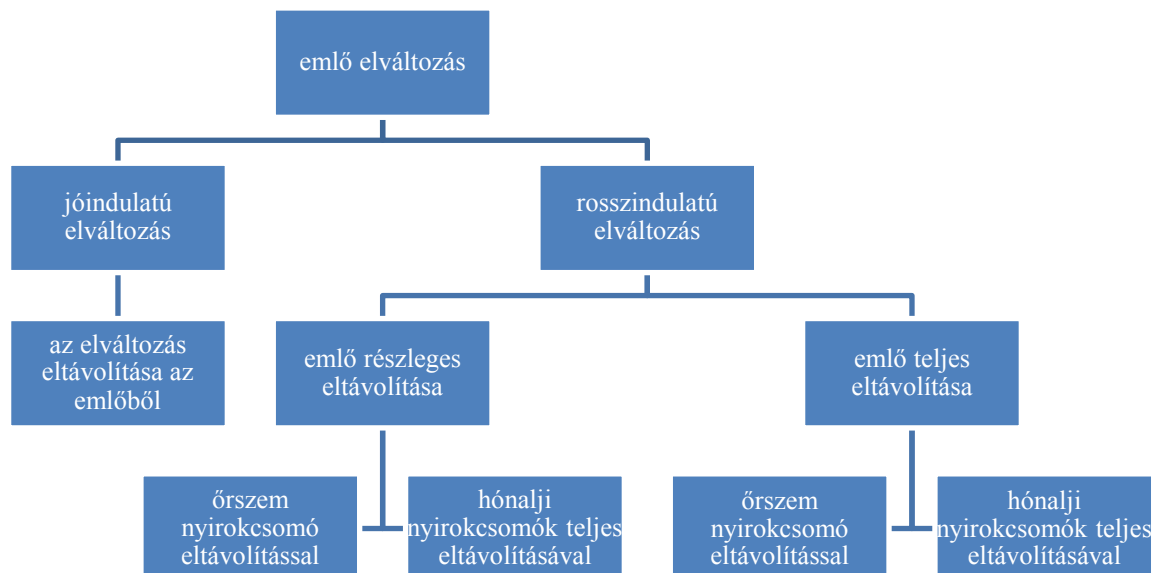 emlő elváltozás
jóindulatú
elváltozás
rosszindulatú
elváltozás
az elváltozás
eltávolítása az
emlőből
emlő részleges
eltávolítása
emlő teljes
eltávolítása
őrszem
nyirokcsomó
eltávolítással
hónalji
nyirokcsomók teljes
eltávolításával
őrszem
nyirokcsomó
eltávolítással
hónalji
nyirokcsomók teljes
eltávolításával